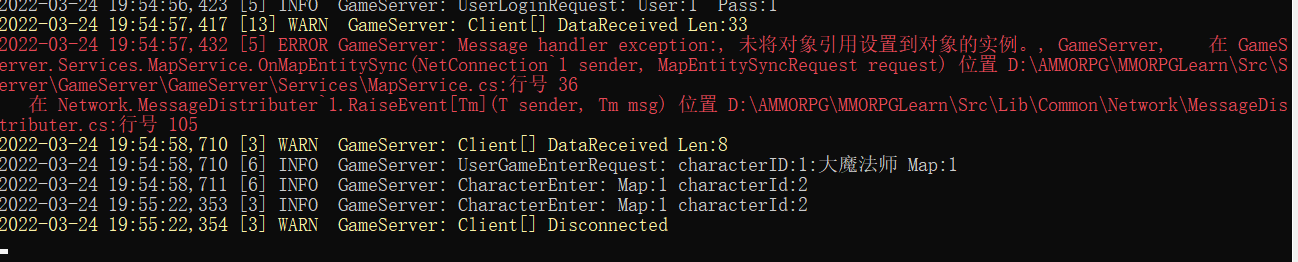 2022-03-24 19:54:56,423 [5] INFO  GameServer: UserLoginRequest: User:1  Pass:1
2022-03-24 19:54:57,417 [13] WARN  GameServer: Client[] DataReceived Len:33
2022-03-24 19:54:57,432 [5] ERROR GameServer: Message handler exception:, 未将对象引用设置到对象的实例。, GameServer,    在 GameS
erver.Services.MapService.OnMapEntitySync(NetConnection`1 sender, MapEntitySyncRequest request) 位置 D:\AMMORPG\MMORPGLearn\Src\S
erver\GameServer\GameServer\Services\MapService.cs:行号 36
   在 Network.MessageDistributer`1.RaiseEvent[Tm](T sender, Tm msg) 位置 D:\AMMORPG\MMORPGLearn\Src\Lib\Common\Network\MessageDis
tributer.cs:行号 105
2022-03-24 19:54:58,710 [3] WARN  GameServer: Client[] DataReceived Len:8
2022-03-24 19:54:58,710 [6] INFO  GameServer: UserGameEnterRequest: characterID:1:大魔法师 Map:1
2022-03-24 19:54:58,711 [6] INFO  GameServer: CharacterEnter: Map:1 characterId:2
2022-03-24 19:55:22,353 [3] INFO  GameServer: CharacterEnter: Map:1 characterId:2
2022-03-24 19:55:22,354 [3] WARN  GameServer: Client[] Disconnected